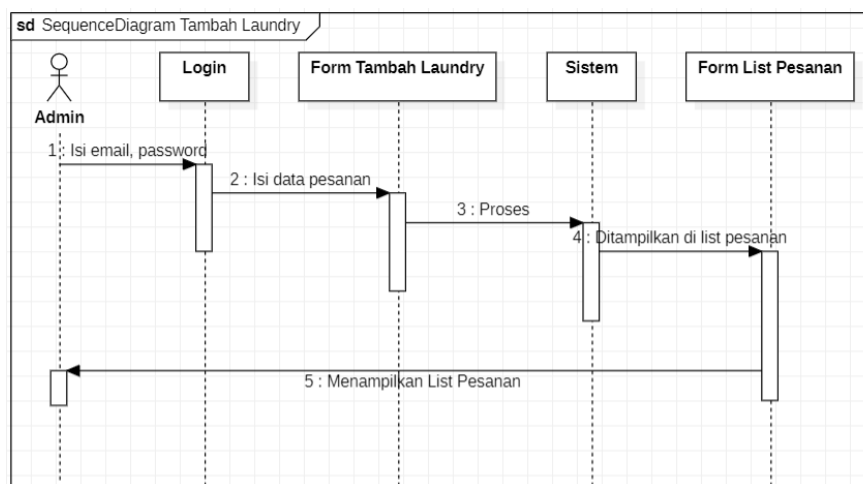 sd SequenceDiagram Tambah Laundry
Login
Form Tambah Laundry
Sistem
Form List Pesanan
Admin
1 : Isi email, password
2 : Isi data pesanan
3 : Proses
4 : Ditampilkan di list pesanan
5 : Menampilkan List Pesanan